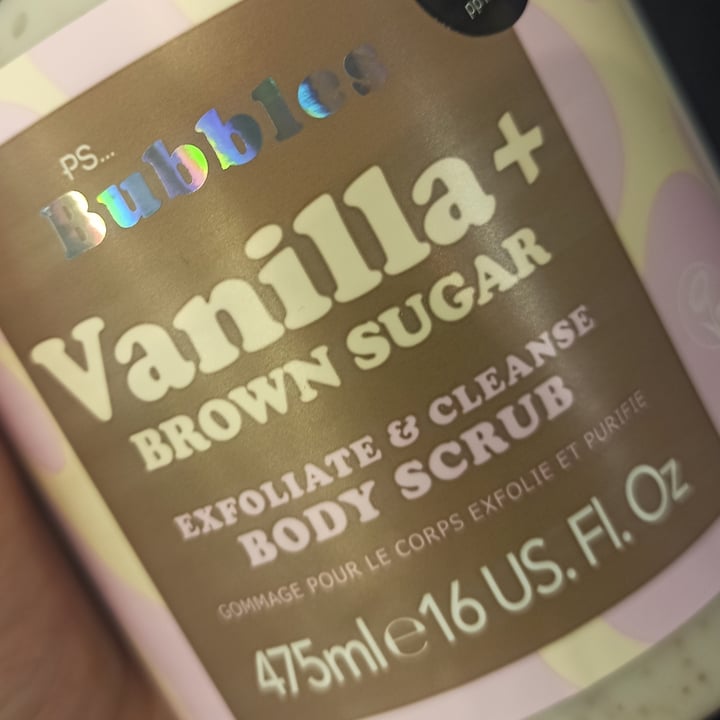 PS...
Bubbles
Vanilla+
BROWN SUGAR
EXFOLIATE & CLEANSE
BODY SCRUB
GOMMAGE POUR LE CORPS EXFOLIE ET PURIFIE
475ml℮16 US. Fl. Oz